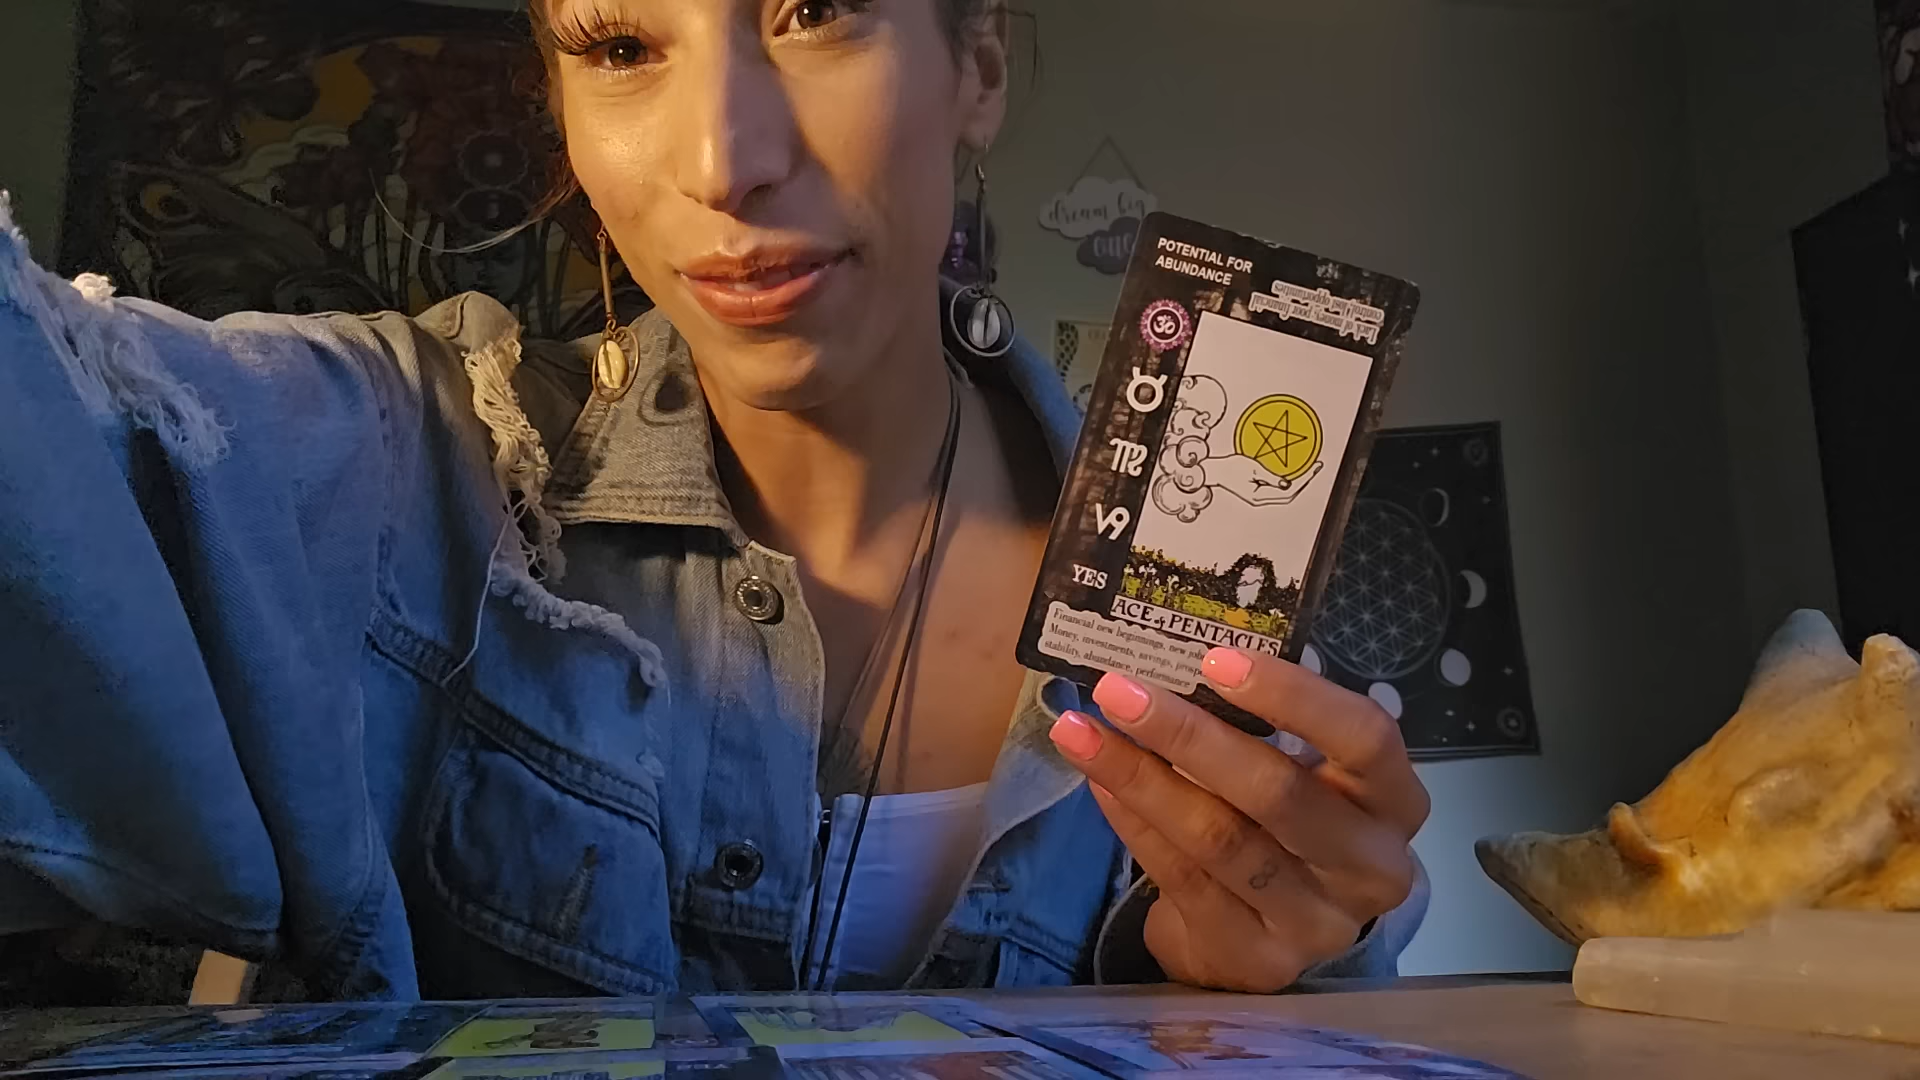 dream big
POTENTIAL FOR
ABUNDANCE
Lack of money, poor financial
control, lost opportunities
YES
ACE of PENTACLES
Financial new beginnings, new job
Money, investments, savings,
stability, abundance, performance